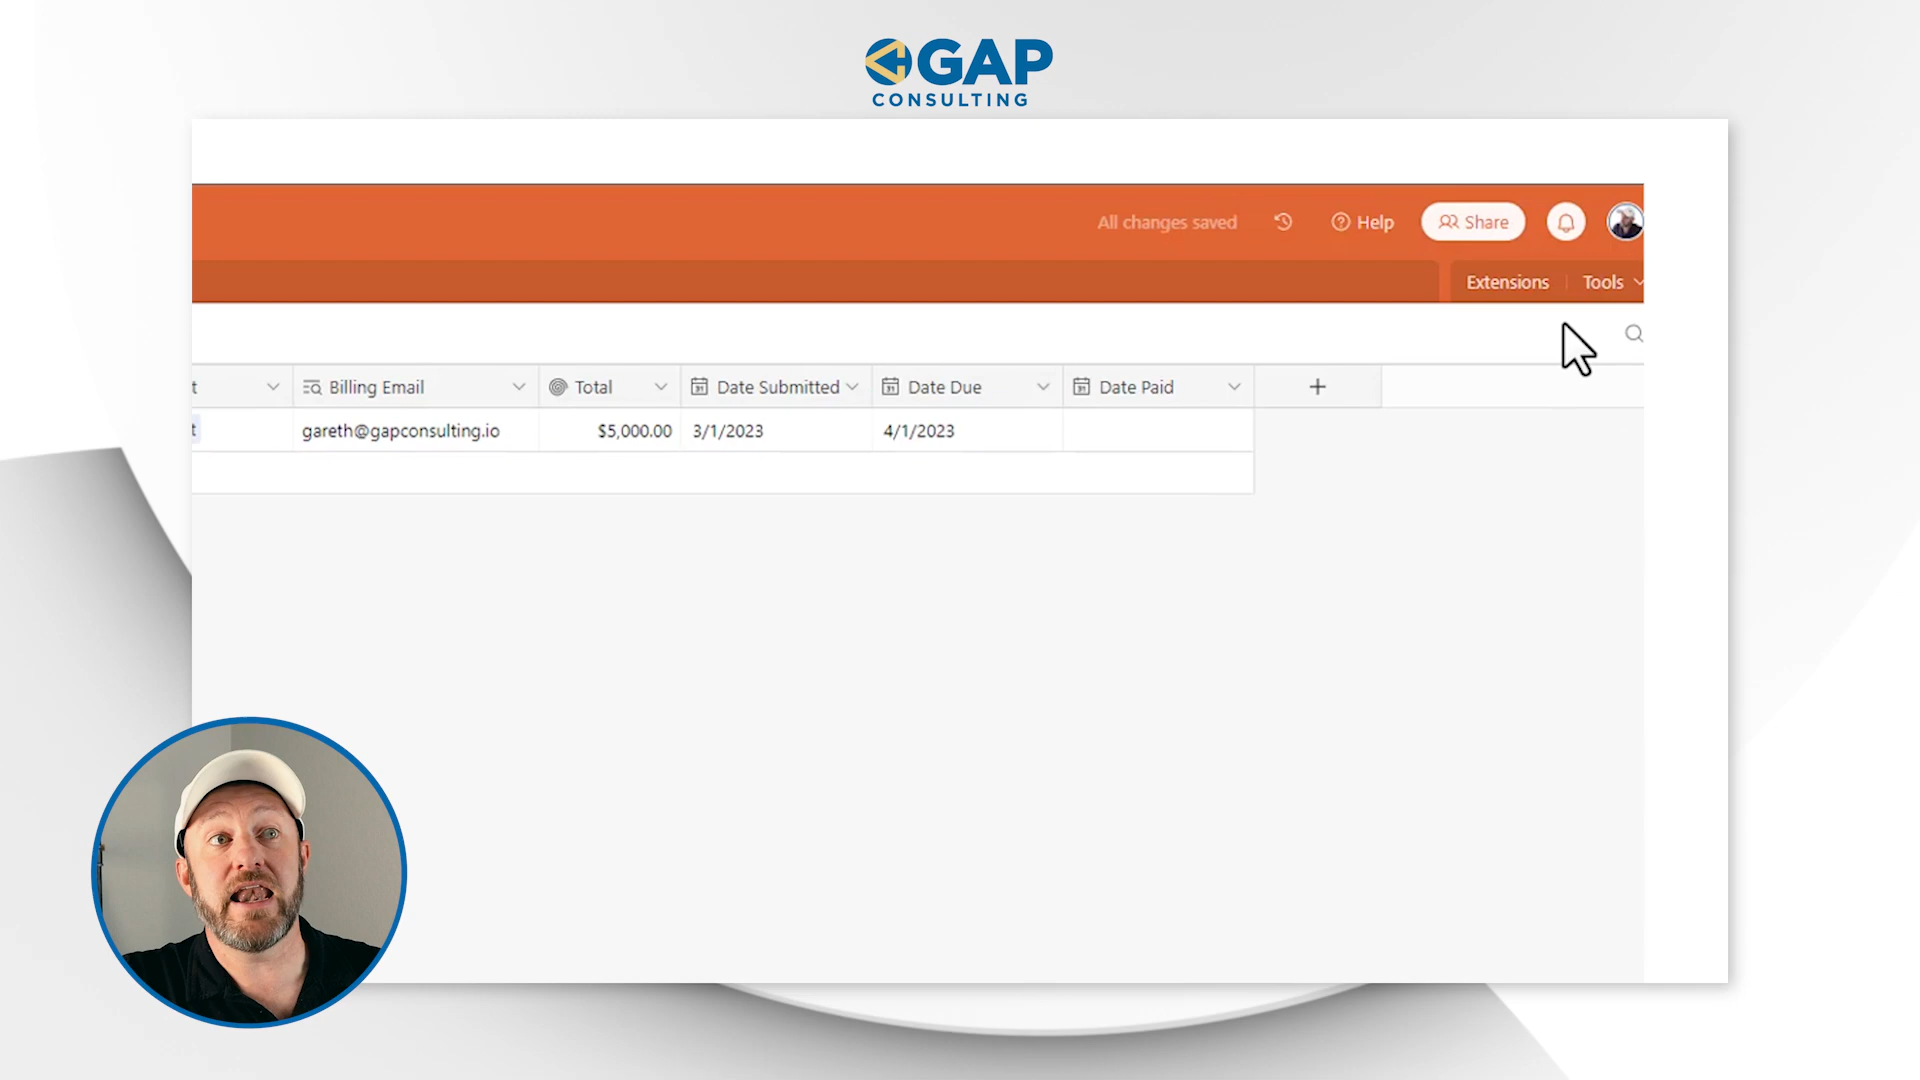 GAP
CONSULTING
All changes saved
Help
Share
Extensions
Tools
t
Billing Email
Total
Date Submitted
Date Due
Date Paid
t
gareth@gapconsulting.io
$5,000.00
3/1/2023
4/1/2023